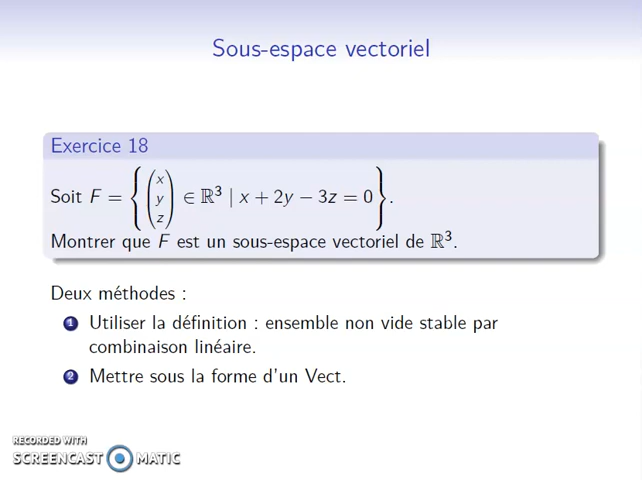 Sous-espace vectoriel
Exercice 18
Soit F = { (x y z) ∈ ℝ³ | x + 2y − 3z = 0 }.
Montrer que F est un sous-espace vectoriel de ℝ³.
Deux méthodes :
1 Utiliser la définition : ensemble non vide stable par
combinaison linéaire.
2 Mettre sous la forme d'un Vect.
RECORDED WITH
SCREENCAST MATIC